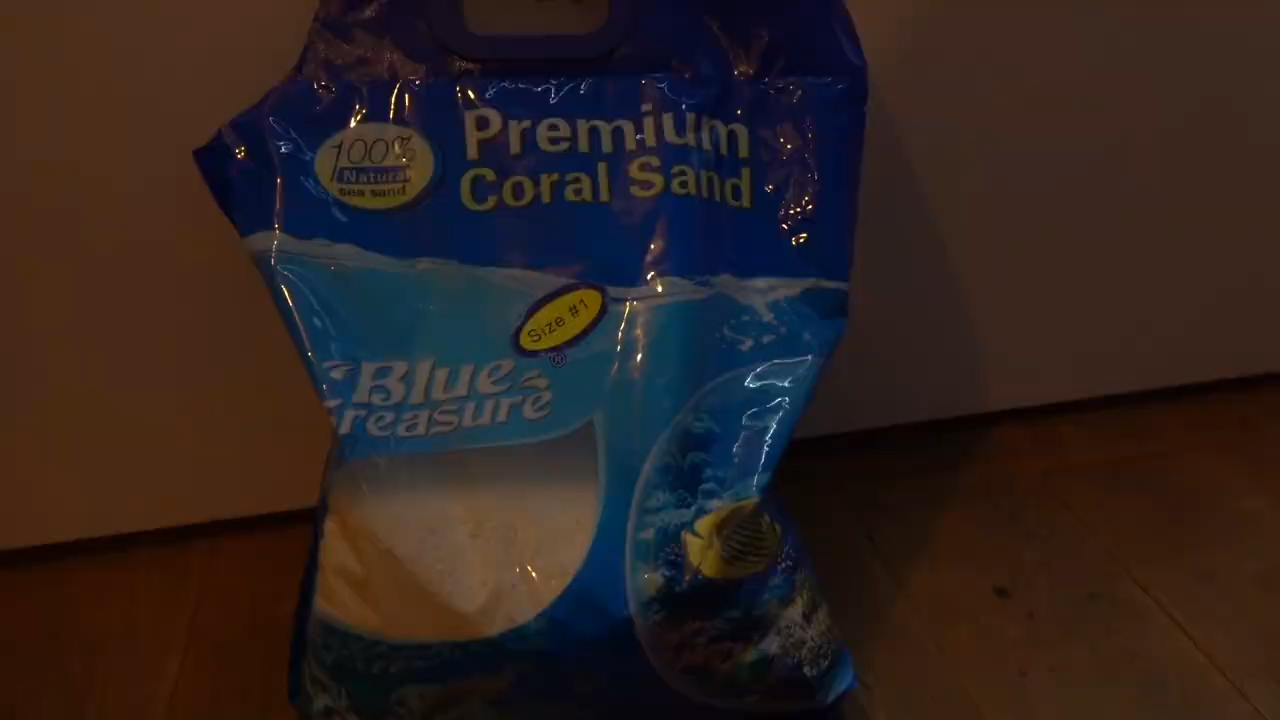 100%
Natural
sea sand
Premium
Coral Sand
Size #1
®
Blue
Treasure